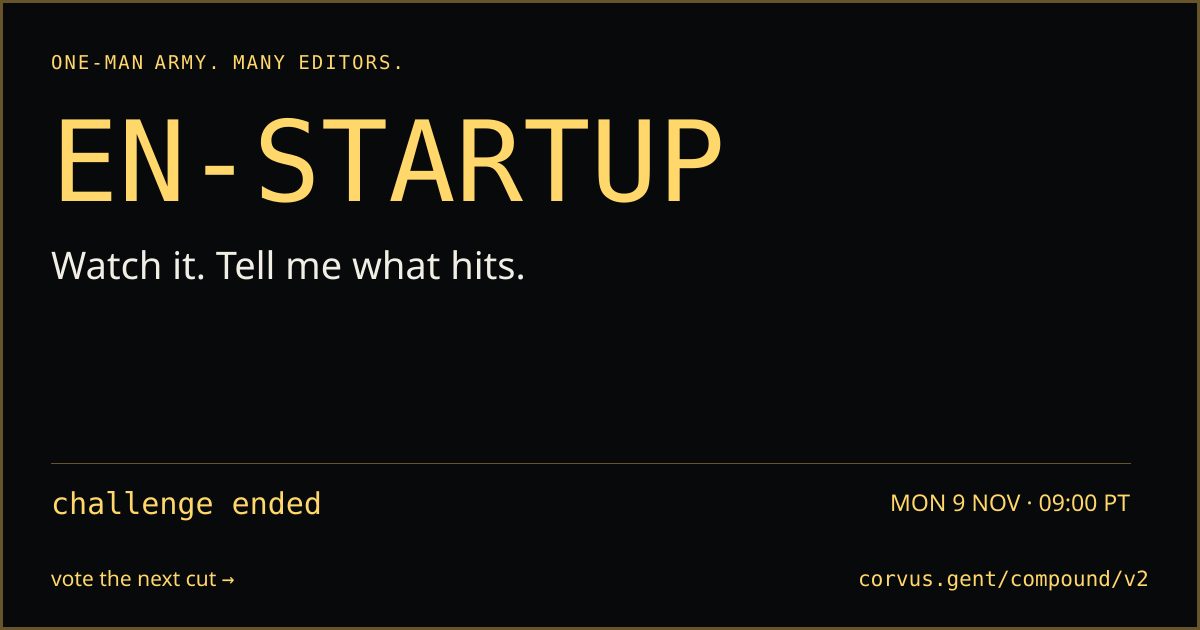 ONE-MAN ARMY. MANY EDITORS.
EN-STARTUP
Watch it. Tell me what hits.
challenge ended
MON 9 NOV · 09:00 PT
vote the next cut →
corvus.gent/compound/v2